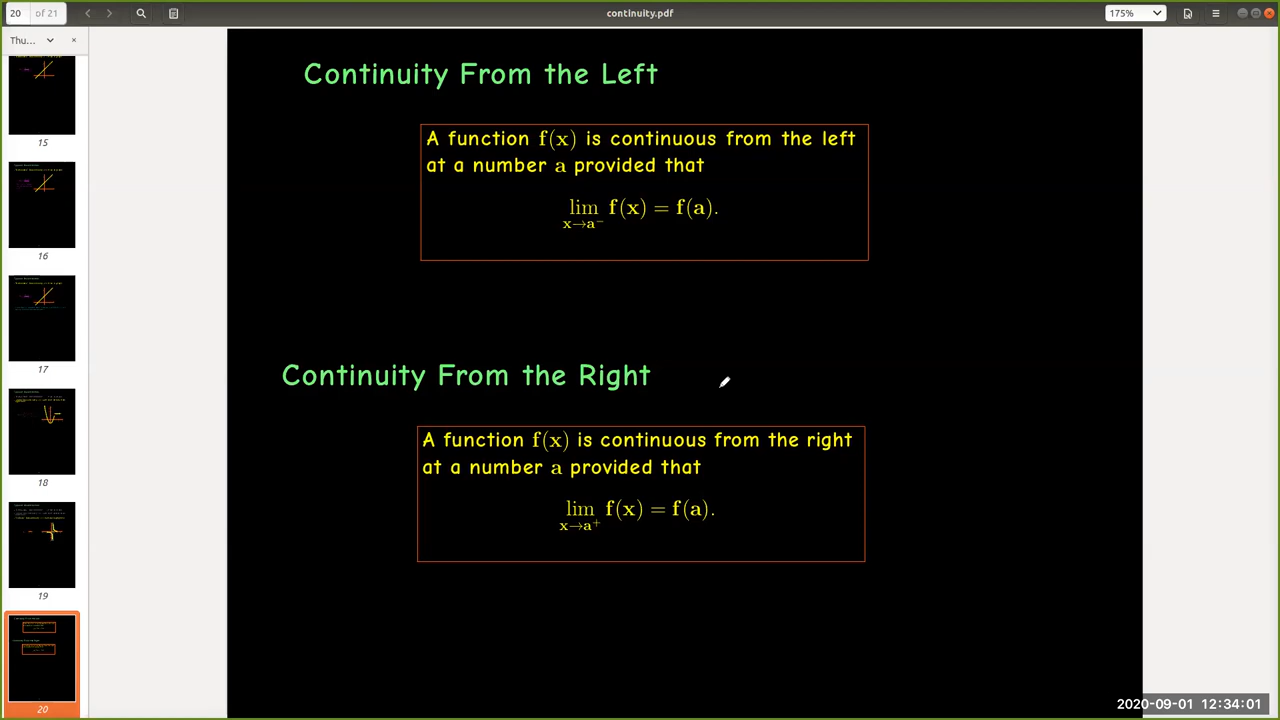 20 of 21
continuity.pdf
175%
Thu...
15
16
17
18
19
20
Continuity From the Left
A function f(x) is continuous from the left
at a number a provided that
lim f(x) = f(a).
x→a⁻
Continuity From the Right
A function f(x) is continuous from the right
at a number a provided that
lim f(x) = f(a).
x→a⁺
2020-09-01 12:34:01